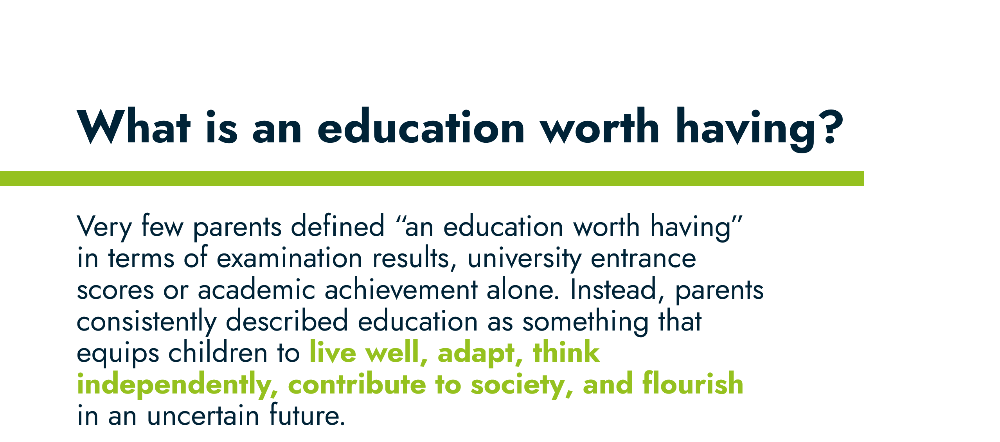 What is an education worth having?
Very few parents defined “an education worth having”
in terms of examination results, university entrance
scores or academic achievement alone. Instead, parents
consistently described education as something that
equips children to live well, adapt, think
independently, contribute to society, and flourish
in an uncertain future.